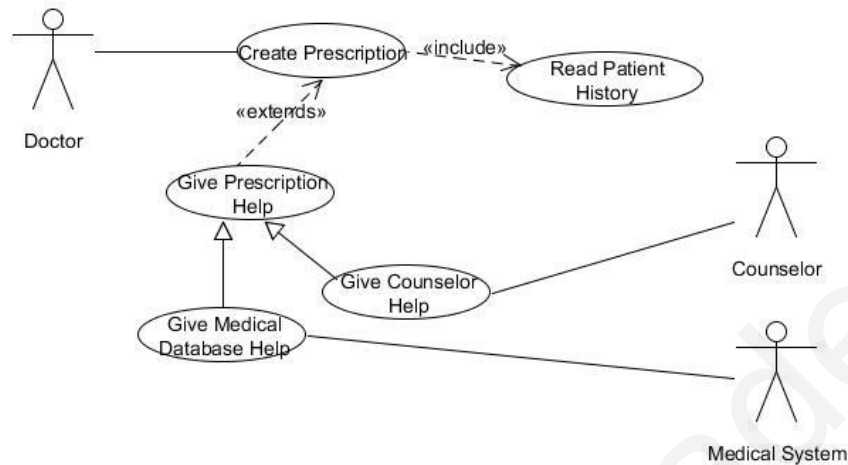 Create Prescription
«include»
Read Patient
History
«extends»
Doctor
Give Prescription
Help
Counselor
Give Counselor
Help
Give Medical
Database Help
Medical System